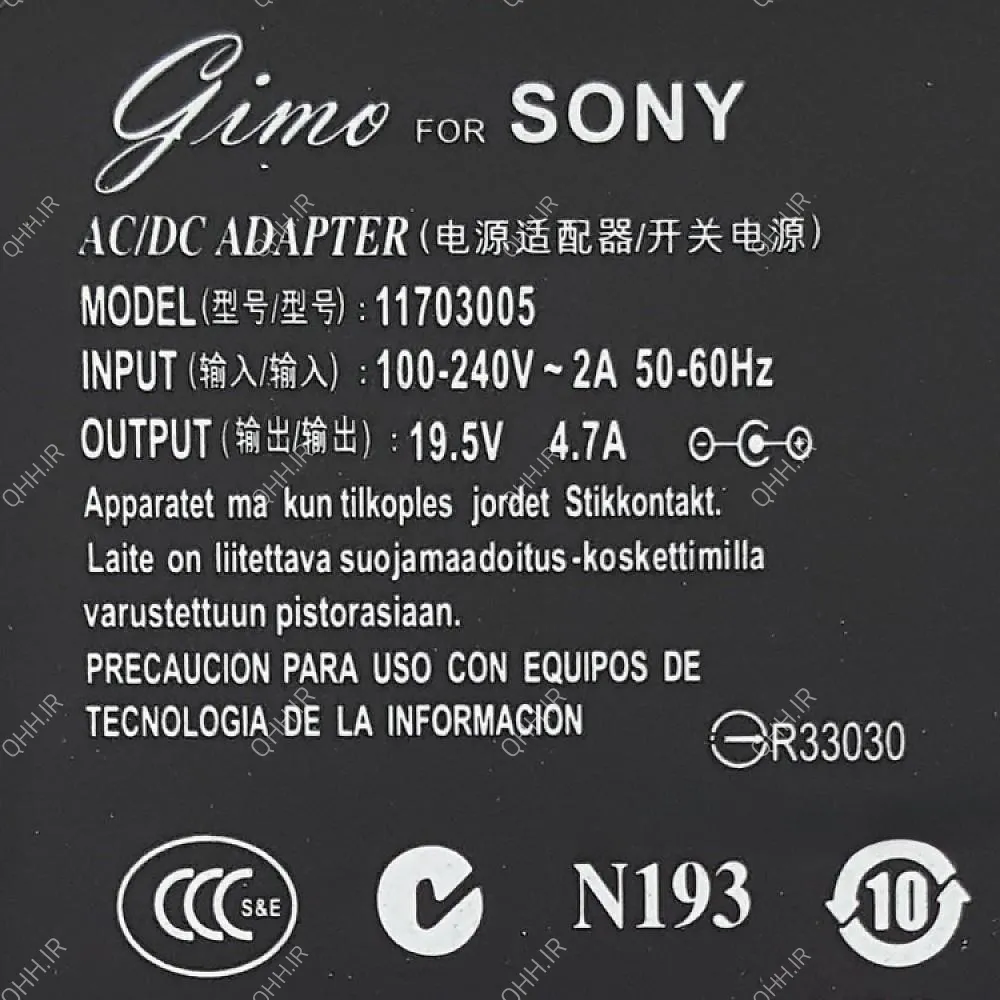 Gimo FOR SONY
AC/DC ADAPTER (电源适配器/开关电源)
MODEL (型号/型号) : 11703005
INPUT (输入/输入) : 100-240V ~ 2A 50-60Hz
OUTPUT (输出/输出) : 19.5V 4.7A
Apparatet ma kun tilkoples jordet Stikkontakt.
Laite on liitettava suojamaadoitus-koskettimilla
varustettuun pistorasiaan.
PRECAUCION PARA USO CON EQUIPOS DE
TECNOLOGIA DE LA INFORMACION
R33030
CCC S&E N193 10
QHH.IR